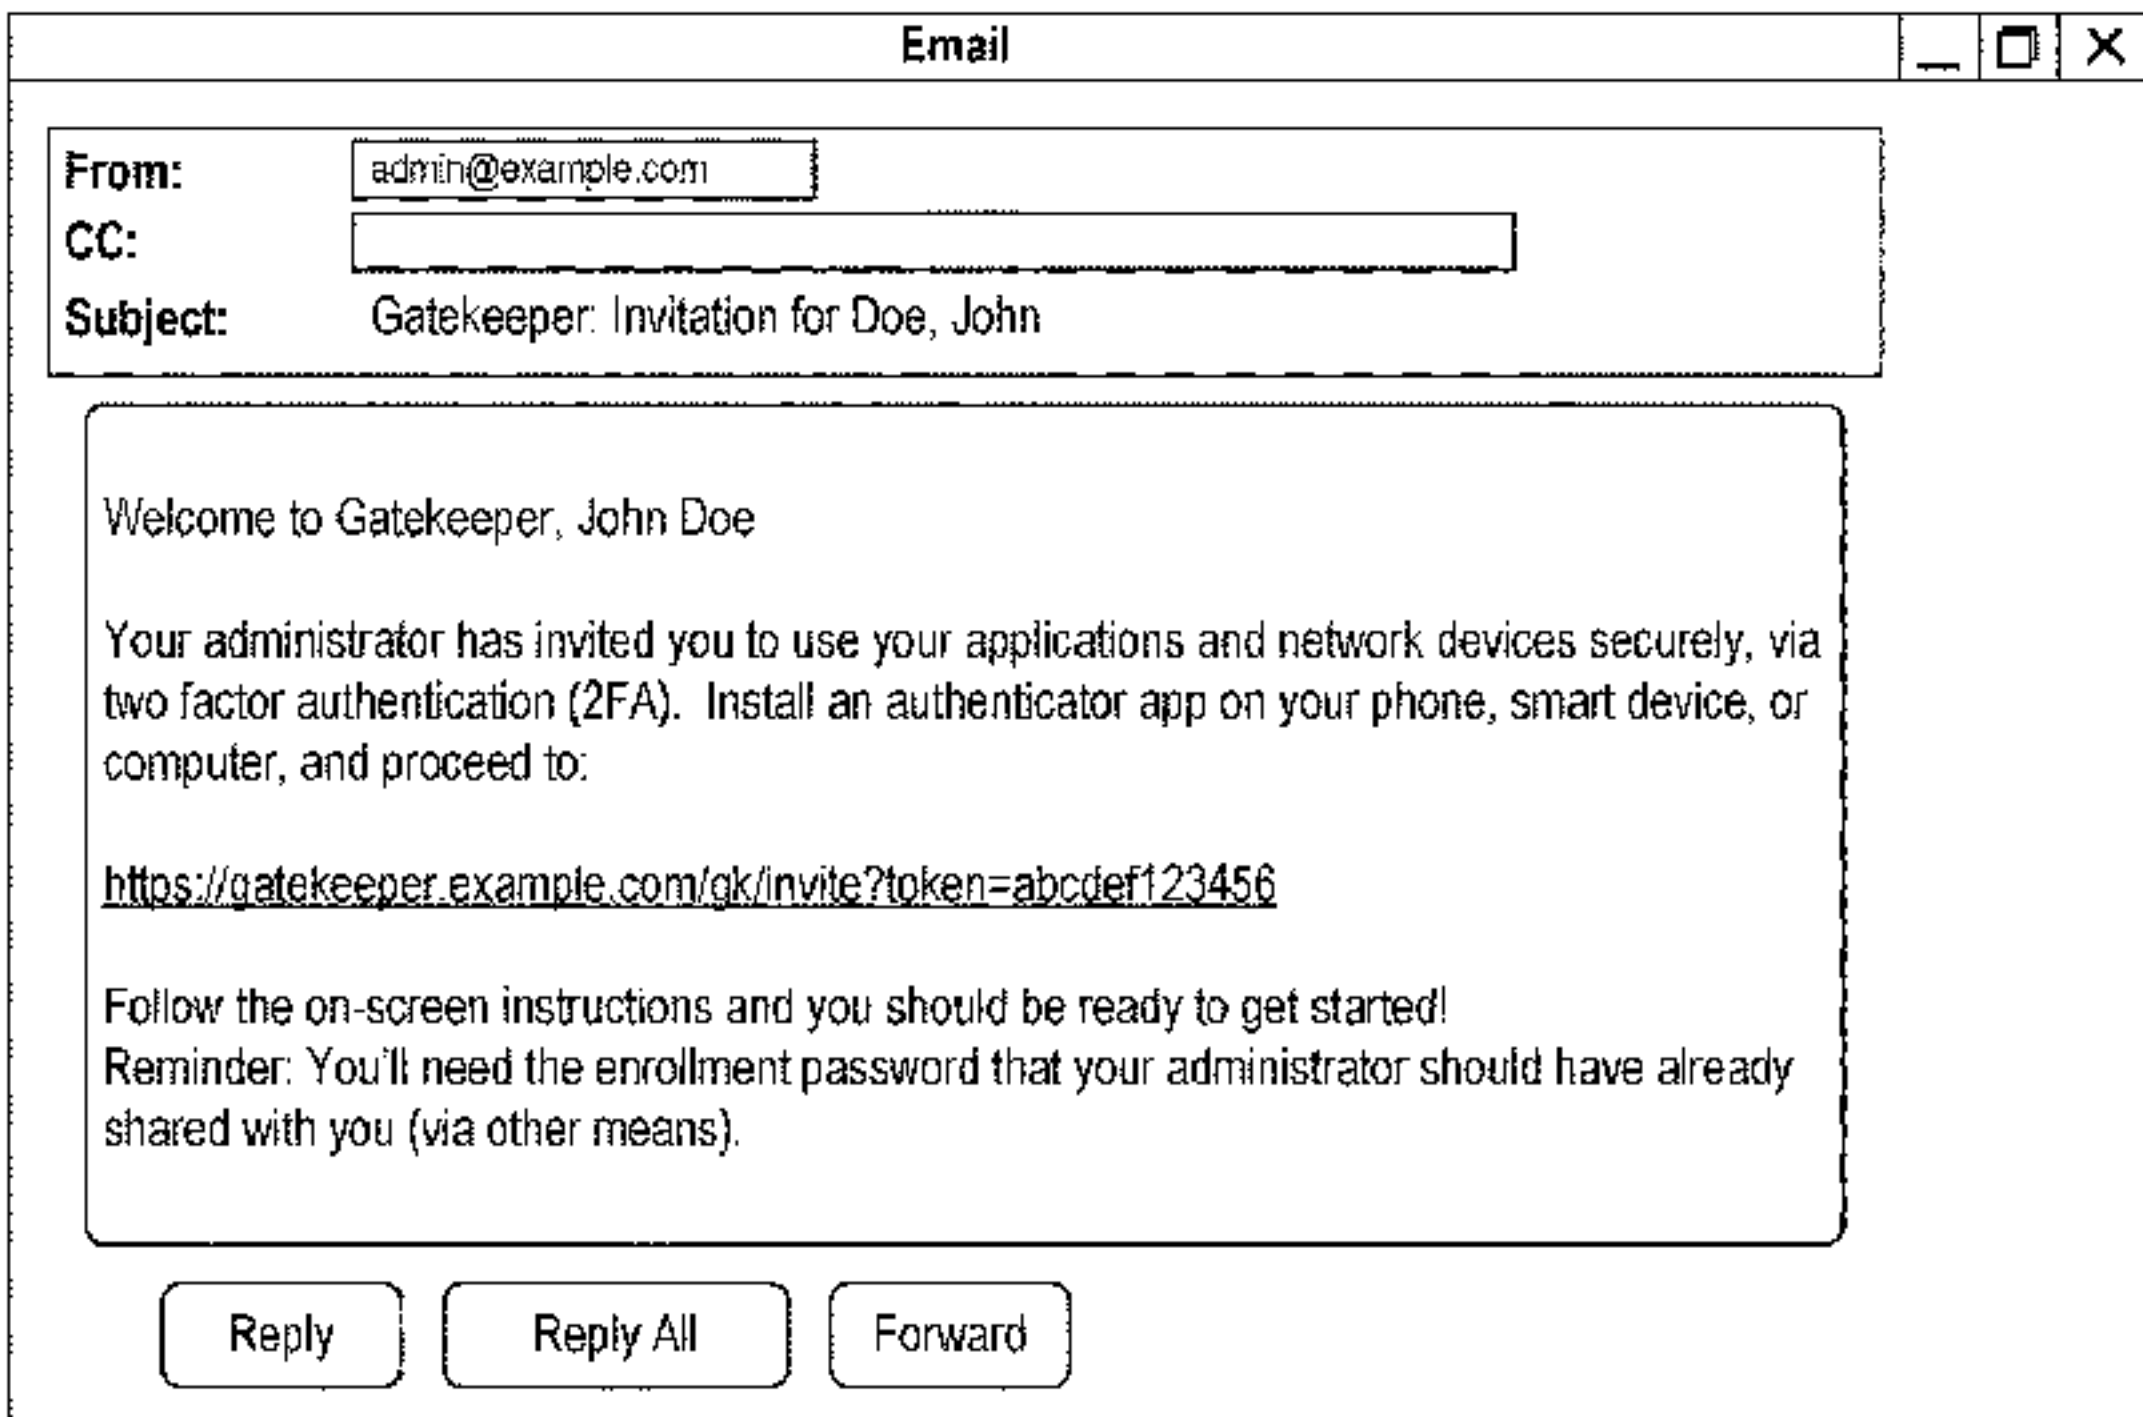 Email
From: admin@example.com
CC:
Subject: Gatekeeper: Invitation for Doe, John
Welcome to Gatekeeper, John Doe
Your administrator has invited you to use your applications and network devices securely, via
two factor authentication (2FA). Install an authenticator app on your phone, smart device, or
computer, and proceed to:
https://gatekeeper.example.com/gk/invite?token=abcdef123456
Follow the on-screen instructions and you should be ready to get started!
Reminder: You'll need the enrollment password that your administrator should have already
shared with you (via other means).
Reply Reply All Forward